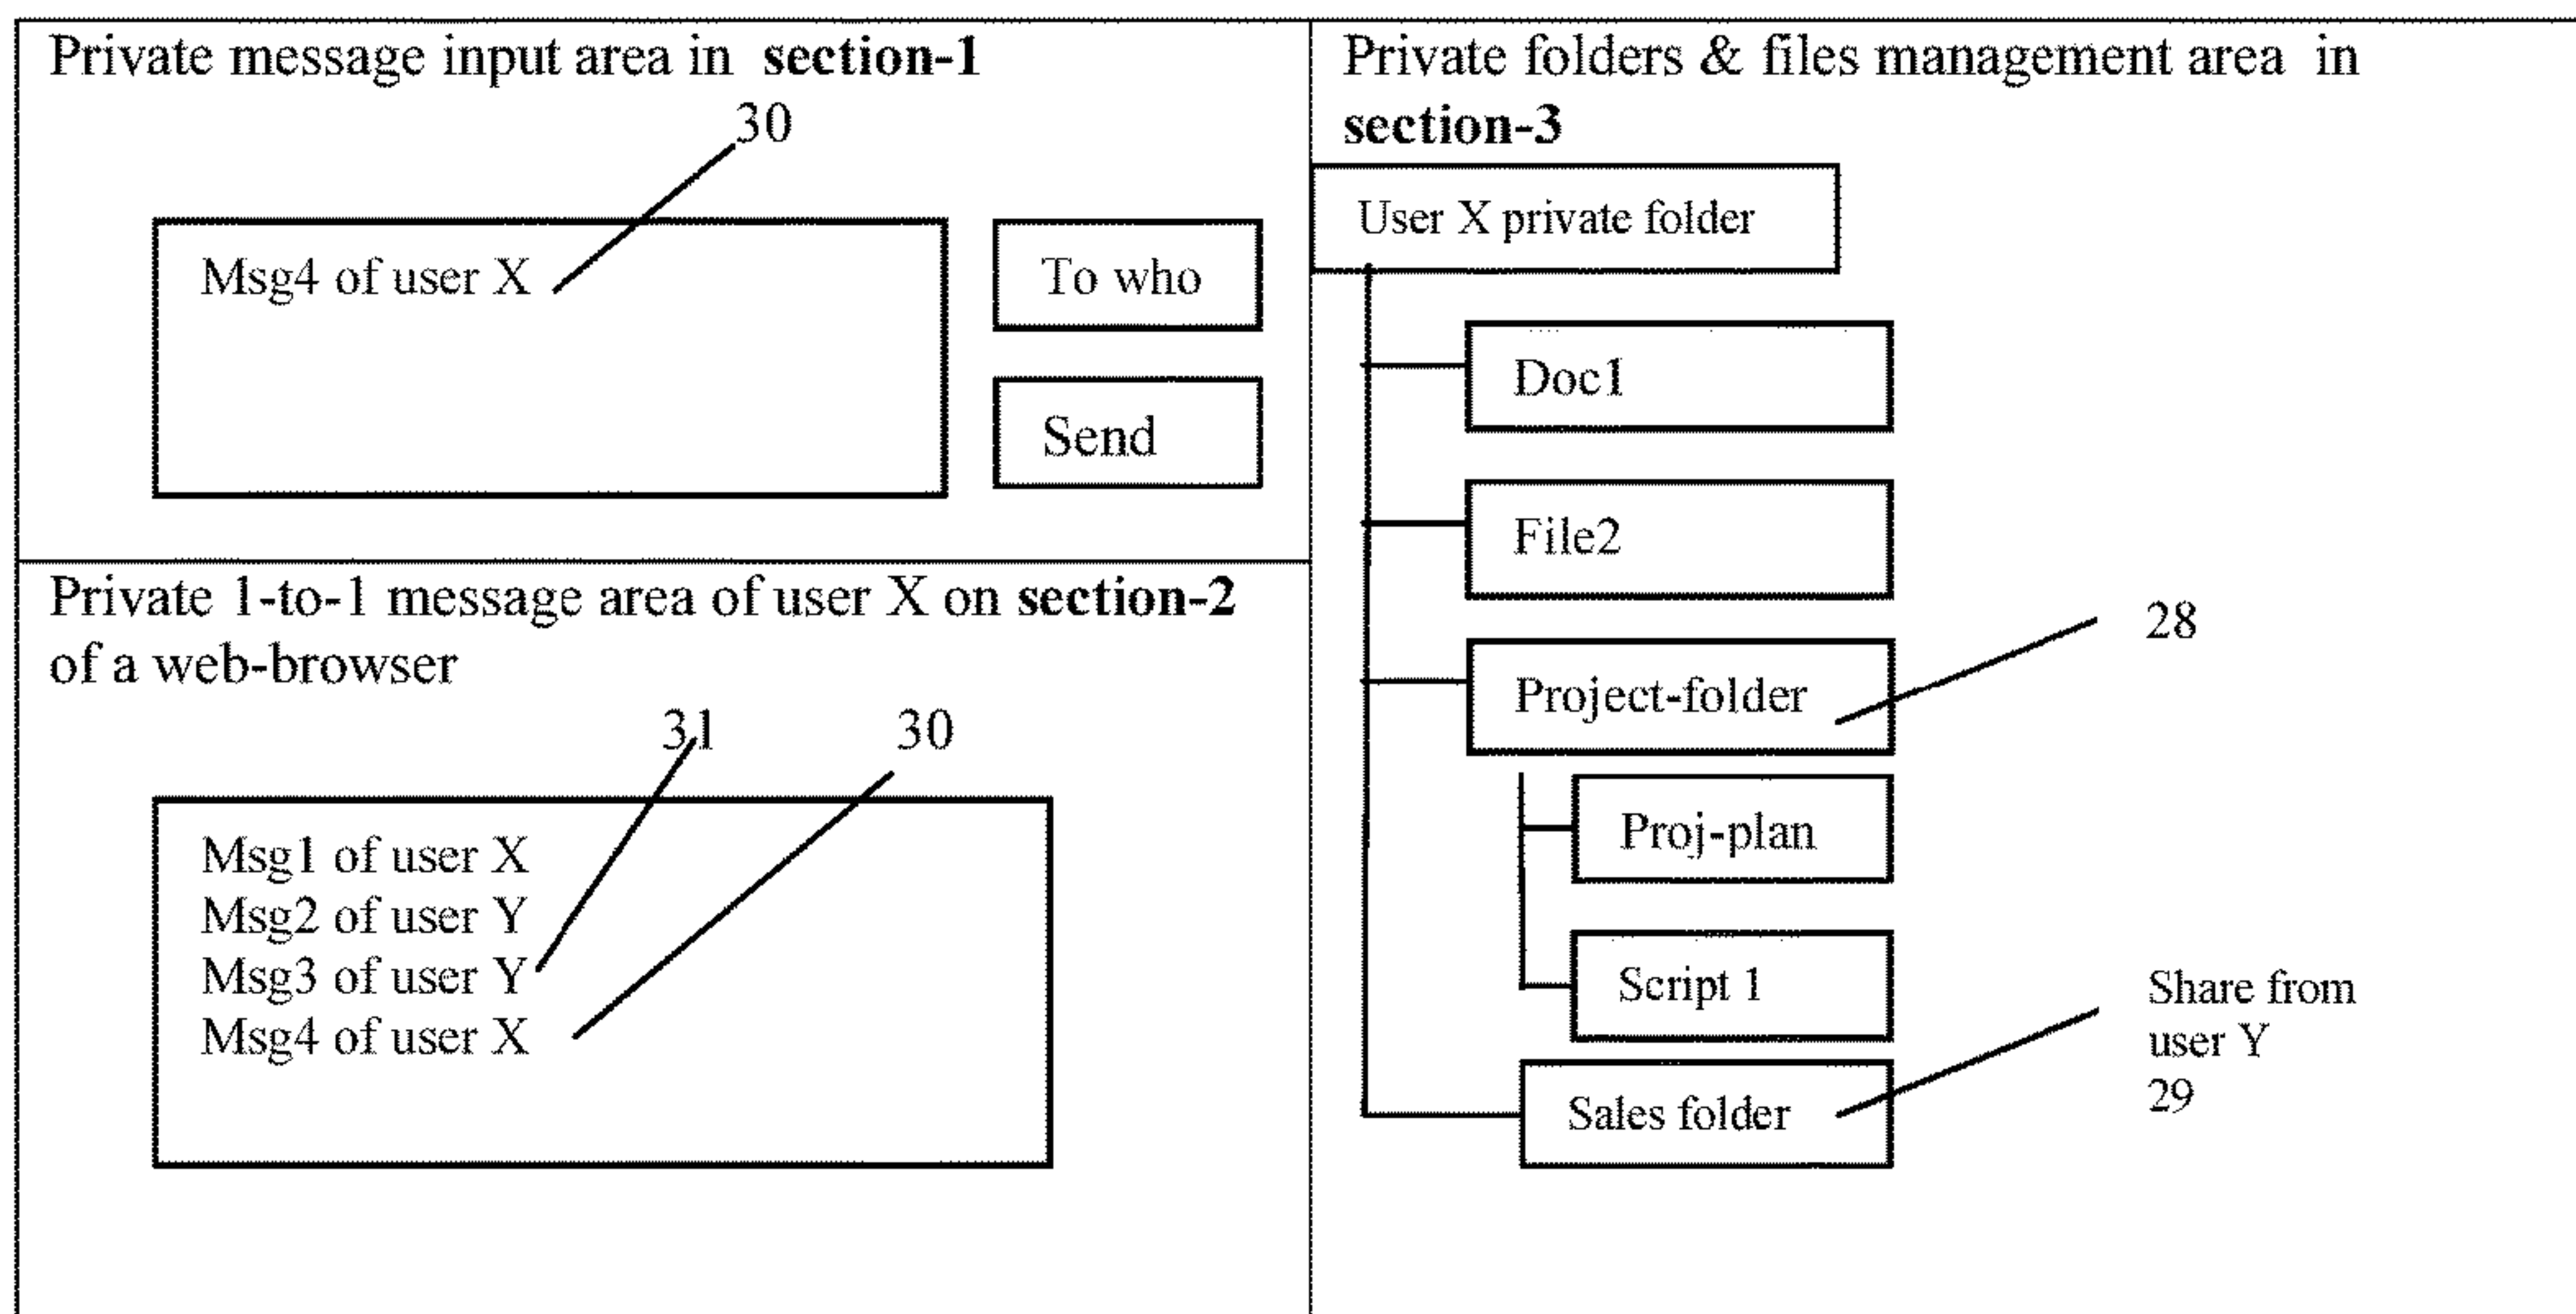 Private message input area in section-1
30
Msg4 of user X
To who
Send
Private 1-to-1 message area of user X on section-2
of a web-browser
31
30
Msg1 of user X
Msg2 of user Y
Msg3 of user Y
Msg4 of user X
Private folders & files management area in
section-3
User X private folder
Doc1
File2
Project-folder
28
Proj-plan
Script 1
Sales folder
Share from
user Y
29